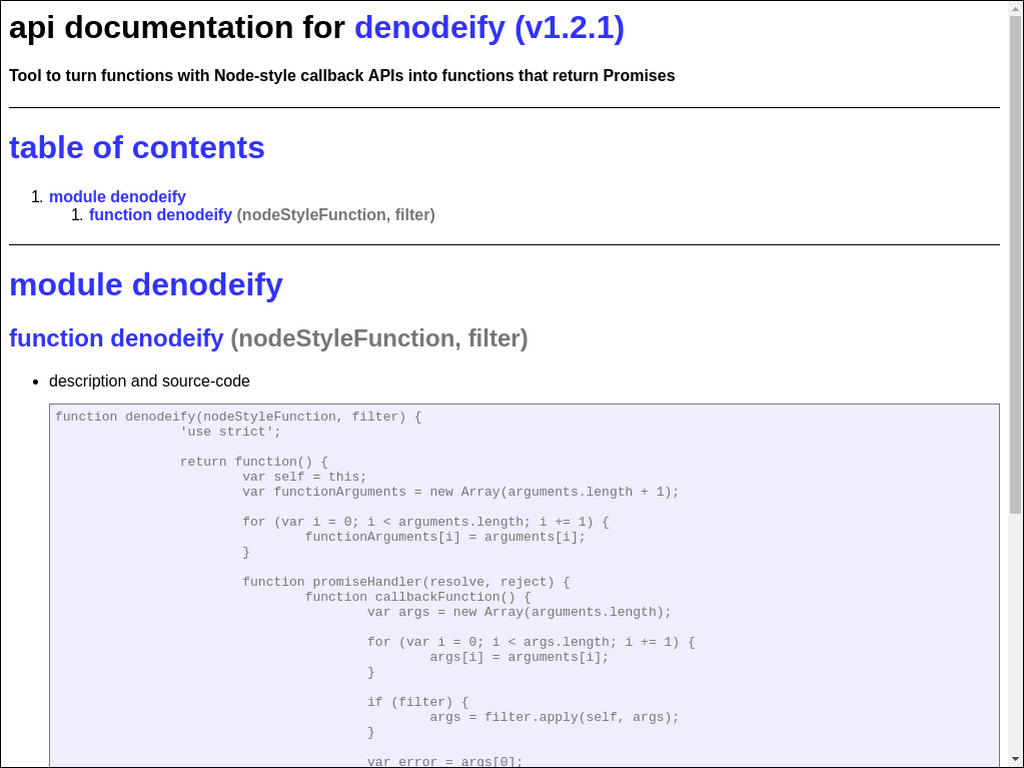 api documentation for denodeify (v1.2.1)
Tool to turn functions with Node-style callback APIs into functions that return Promises
table of contents
1. module denodeify
1. function denodeify (nodeStyleFunction, filter)
module denodeify
function denodeify (nodeStyleFunction, filter)
• description and source-code
function denodeify(nodeStyleFunction, filter) {
'use strict';
return function() {
var self = this;
var functionArguments = new Array(arguments.length + 1);
for (var i = 0; i < arguments.length; i += 1) {
functionArguments[i] = arguments[i];
}
function promiseHandler(resolve, reject) {
function callbackFunction() {
var args = new Array(arguments.length);
for (var i = 0; i < args.length; i += 1) {
args[i] = arguments[i];
}
if (filter) {
args = filter.apply(self, args);
}
var error = args[0];